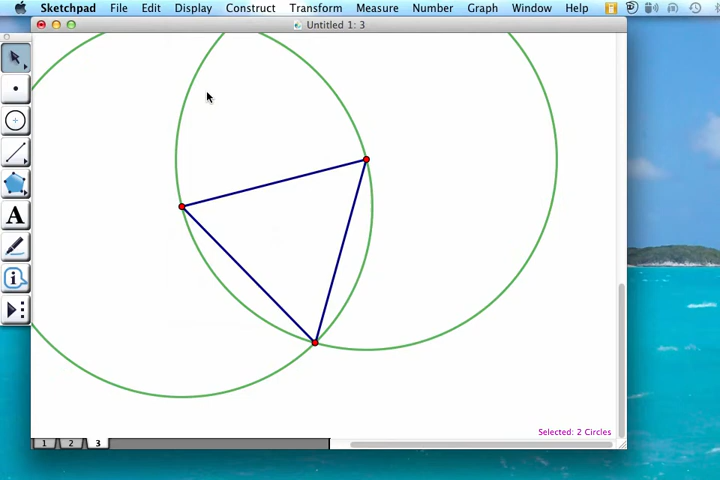 Sketchpad File Edit Display Construct Transform Measure Number Graph Window Help
Untitled 1: 3
A
Selected: 2 Circles
1 2 3